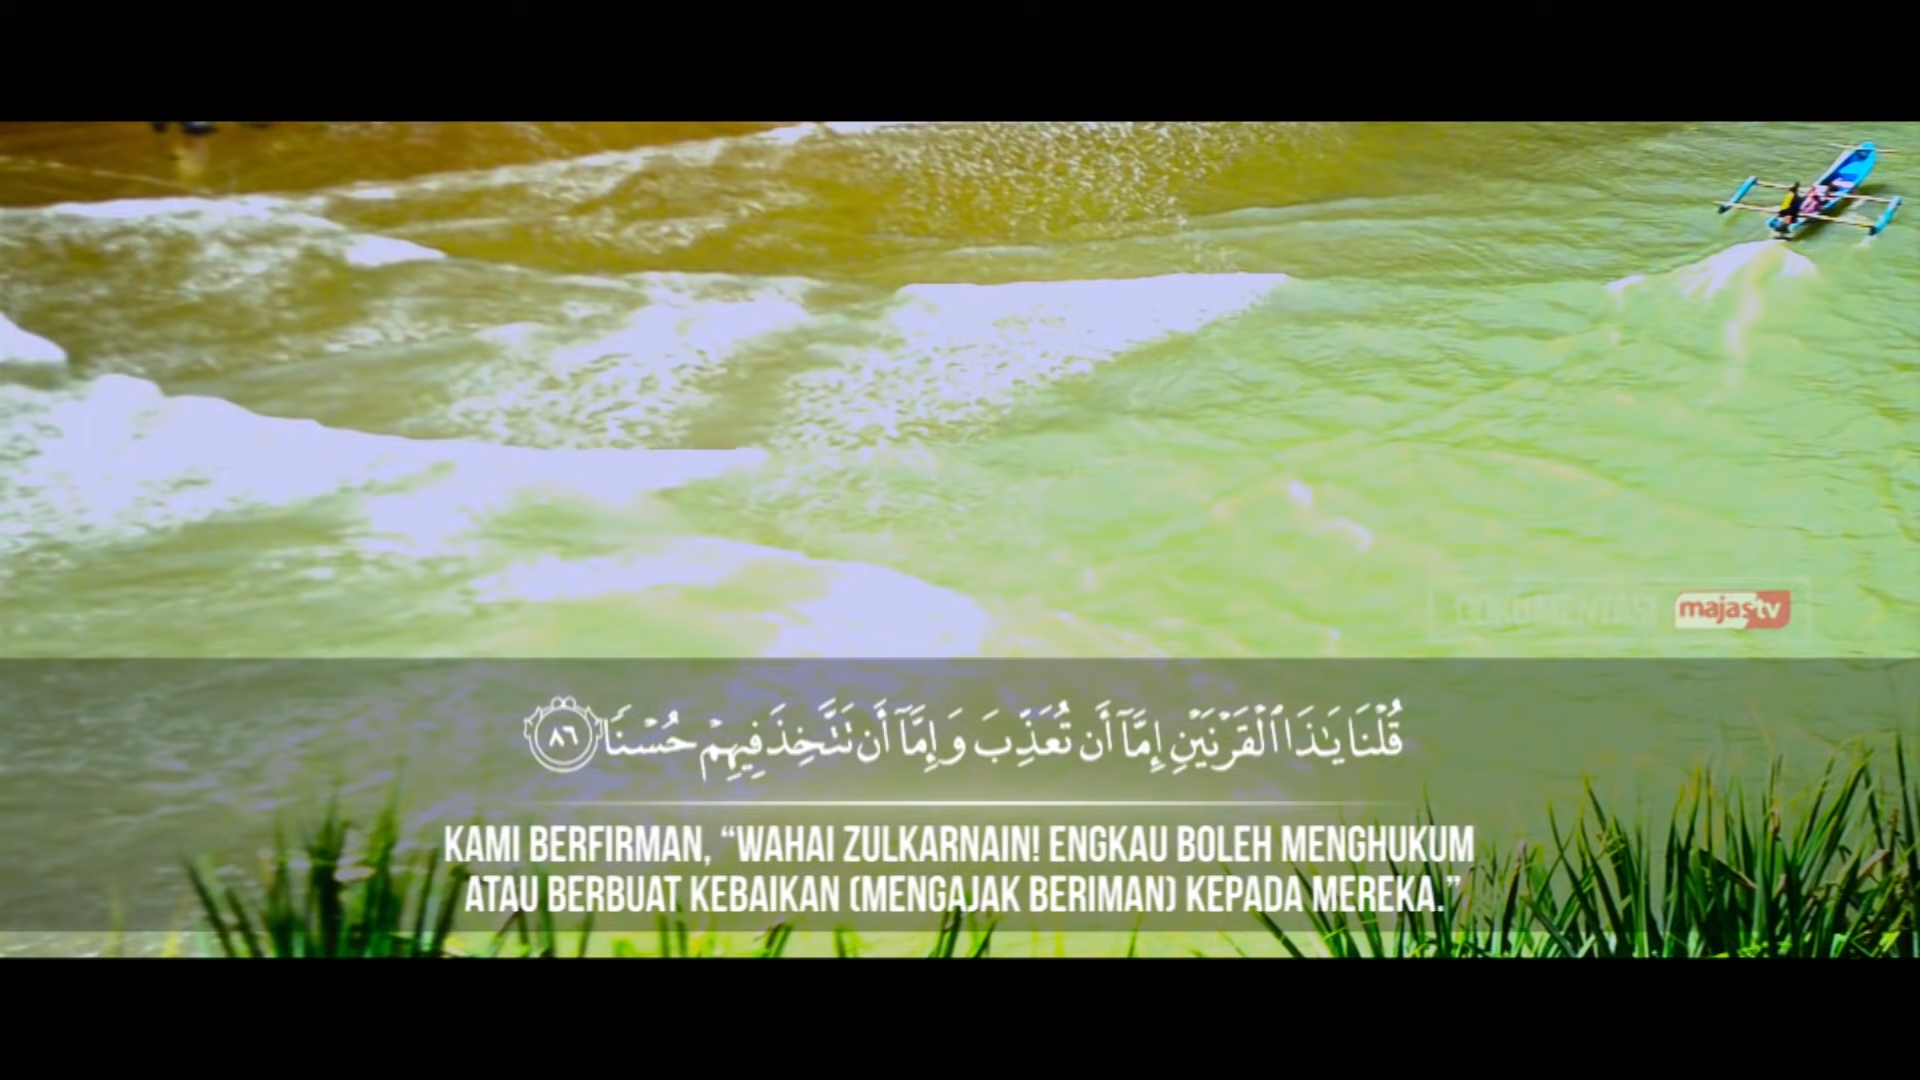 DOKUMENTASI majastv
قُلْنَا يَٰذَا ٱلْقَرْنَيْنِ إِمَّآ أَن تُعَذِّبَ وَإِمَّآ أَن تَتَّخِذَ فِيهِمْ حُسْنًا ٨٦
KAMI BERFIRMAN, “WAHAI ZULKARNAIN! ENGKAU BOLEH MENGHUKUM
ATAU BERBUAT KEBAIKAN (MENGAJAK BERIMAN) KEPADA MEREKA.”